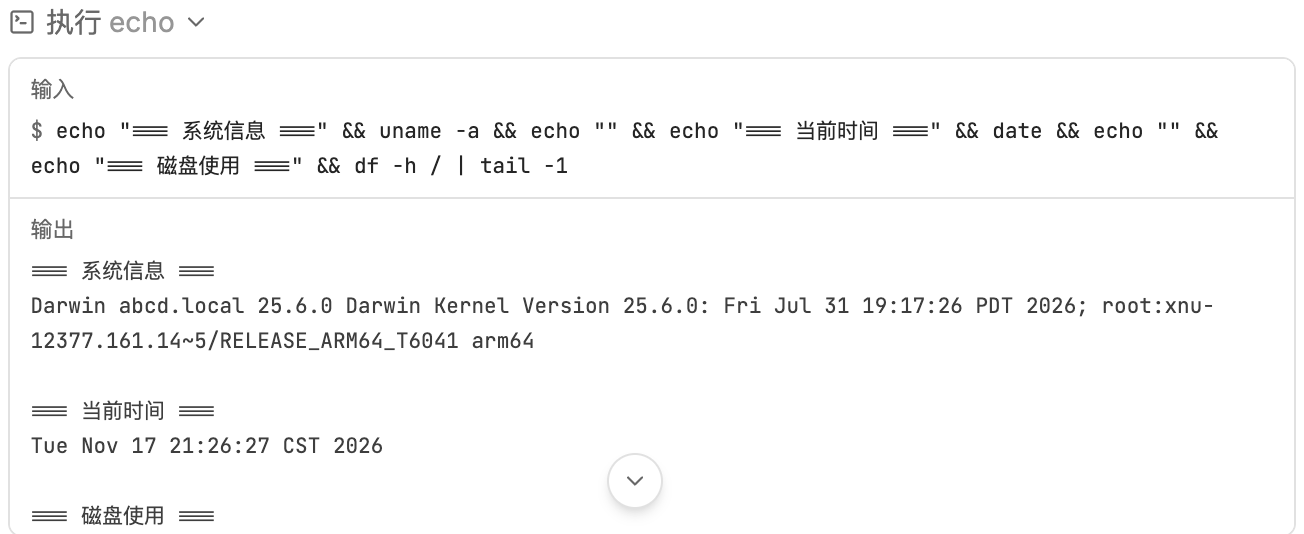 执行 echo
输入
$ echo "=== 系统信息 ===" && uname -a && echo "" && echo "=== 当前时间 ===" && date && echo "" &&
echo "=== 磁盘使用 ===" && df -h / | tail -1
输出
=== 系统信息 ===
Darwin abcd.local 25.6.0 Darwin Kernel Version 25.6.0: Fri Jul 31 19:17:26 PDT 2026; root:xnu-
12377.161.14~5/RELEASE_ARM64_T6041 arm64
=== 当前时间 ===
Tue Nov 17 21:26:27 CST 2026
=== 磁盘使用 ===